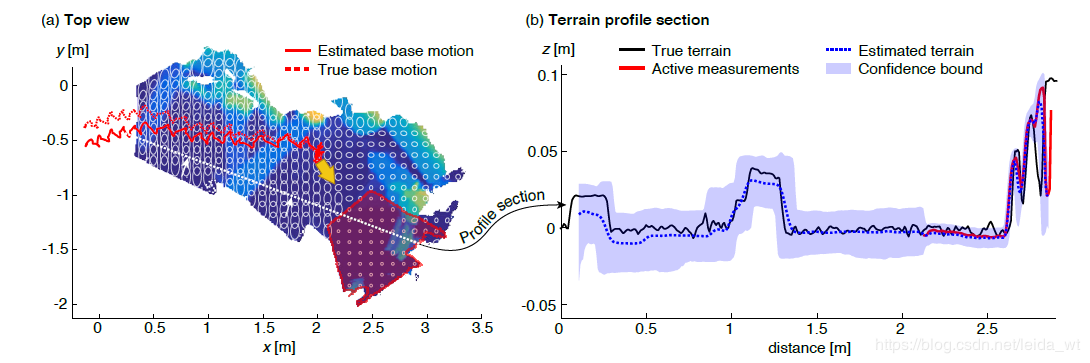 (a) Top view
y [m]
Estimated base motion
True base motion
0
-0.5
-1
-1.5
-2
0
0.5
1
1.5
2
2.5
3
3.5
x [m]
Profile section
(b) Terrain profile section
z [m]
True terrain
Active measurements
Estimated terrain
Confidence bound
0.1
0.05
0
-0.05
0
0.5
1
1.5
2
2.5
distance [m]
https://blog.csdn.net/leida_wt